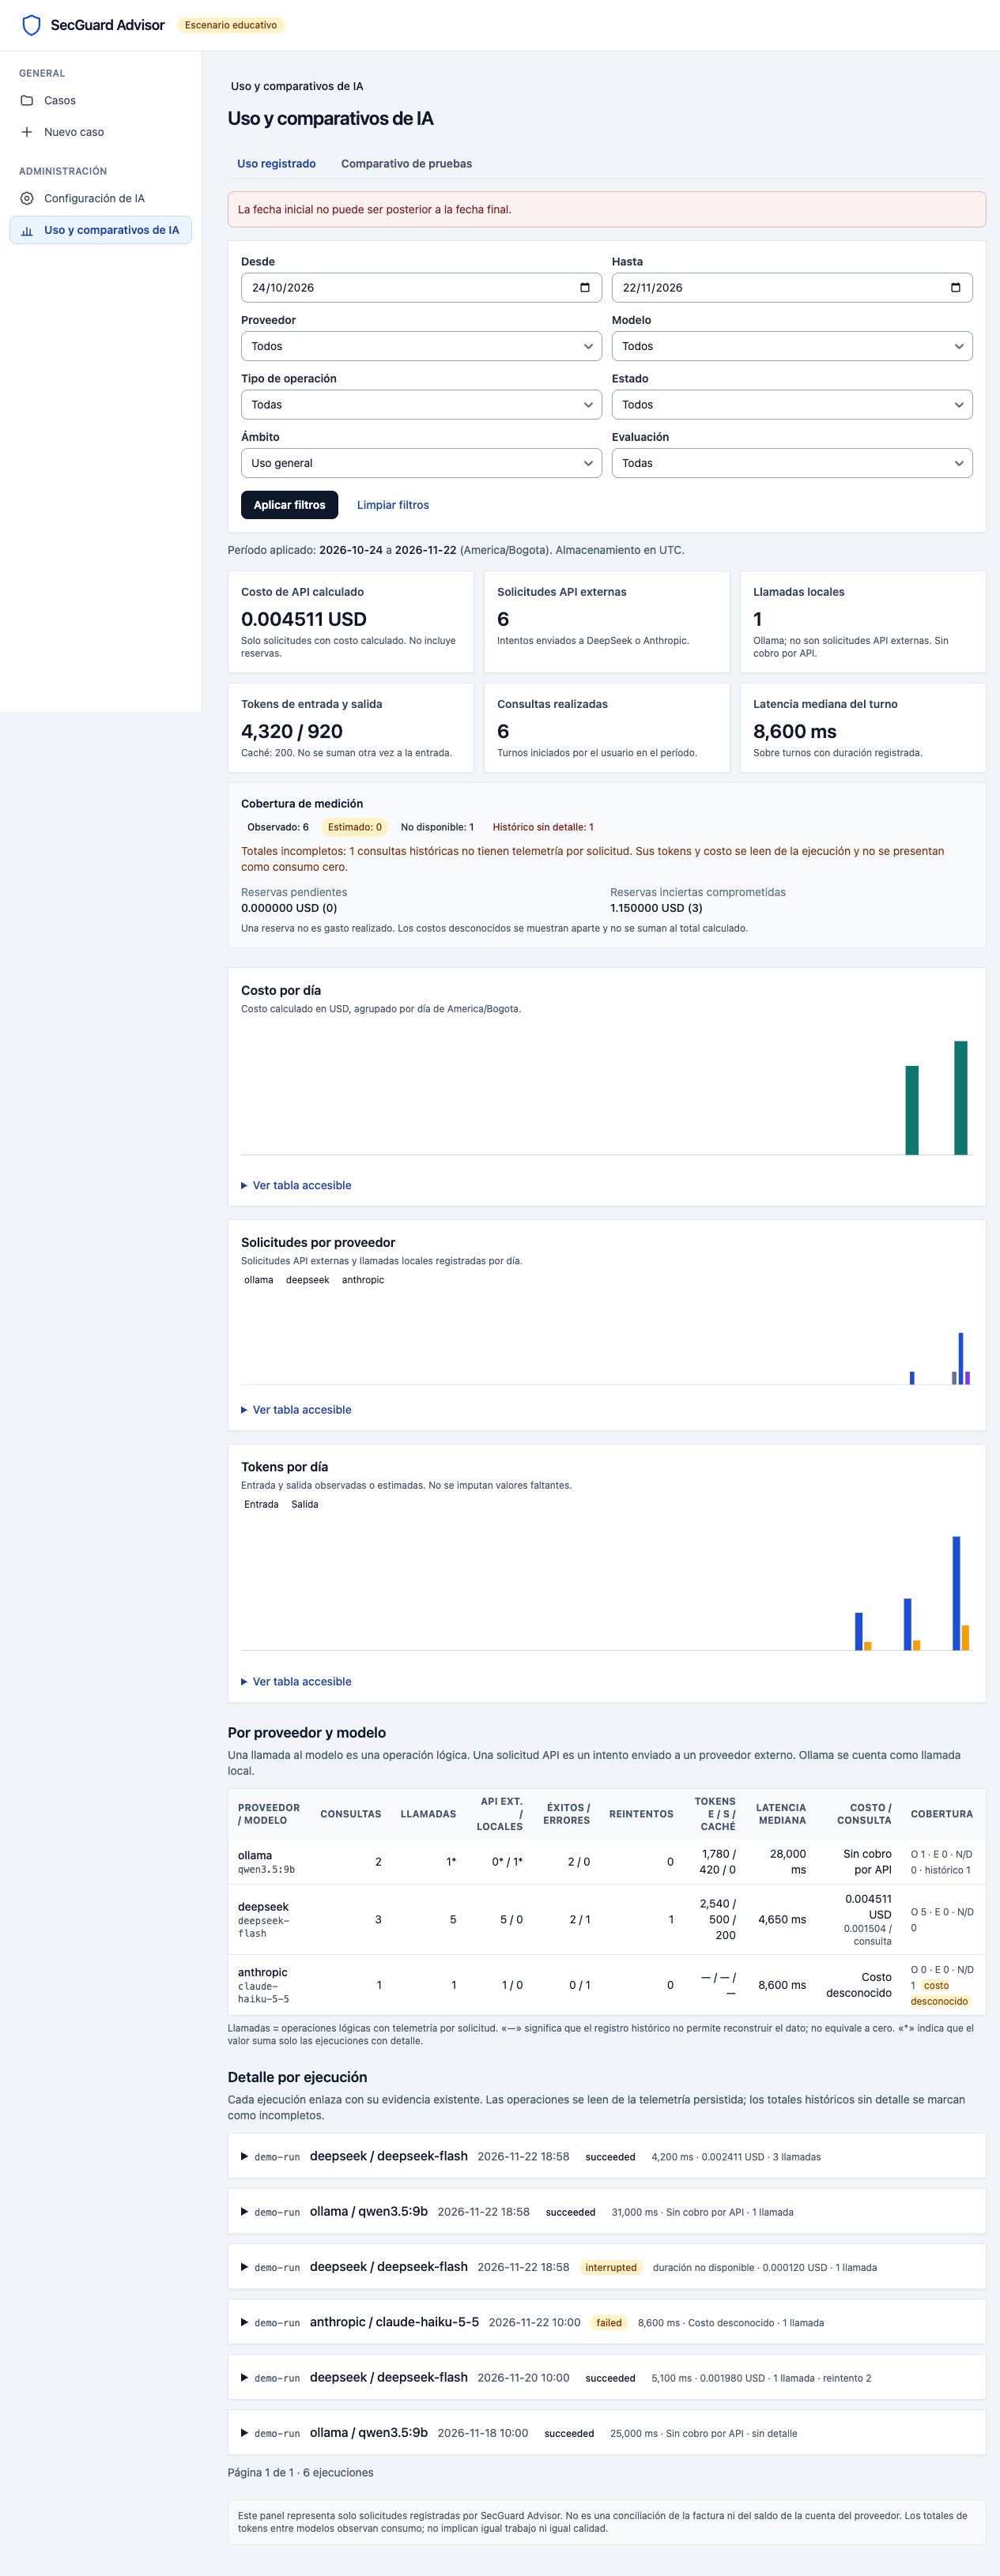 SecGuard Advisor
Escenario educativo
GENERAL
Casos
Nuevo caso
ADMINISTRACIÓN
Configuración de IA
Uso y comparativos de IA
Uso y comparativos de IA
Uso y comparativos de IA
Uso registrado
Comparativo de pruebas
La fecha inicial no puede ser posterior a la fecha final.
Desde
24/10/2026
Hasta
22/11/2026
Proveedor
Todos
Modelo
Todos
Tipo de operación
Todas
Estado
Todos
Ámbito
Uso general
Evaluación
Todas
Aplicar filtros
Limpiar filtros
Período aplicado: 2026-10-24 a 2026-11-22 (America/Bogota). Almacenamiento en UTC.
Costo de API calculado
0.004511 USD
Solo solicitudes con costo calculado. No incluye
reservas.
Solicitudes API externas
6
Intentos enviados a DeepSeek o Anthropic.
Llamadas locales
1
Ollama; no son solicitudes API externas. Sin
cobro por API.
Tokens de entrada y salida
4,320 / 920
Caché: 200. No se suman otra vez a la entrada.
Consultas realizadas
6
Turnos iniciados por el usuario en el período.
Latencia mediana del turno
8,600 ms
Sobre turnos con duración registrada.
Cobertura de medición
Observado: 6
Estimado: 0
No disponible: 1
Histórico sin detalle: 1
Totales incompletos: 1 consultas históricas no tienen telemetría por solicitud. Sus tokens y costo se leen de la ejecución y no se presentan
como consumo cero.
Reservas pendientes
0.000000 USD (0)
Reservas inciertas comprometidas
1.150000 USD (3)
Una reserva no es gasto realizado. Los costos desconocidos se muestran aparte y no se suman al total calculado.
Costo por día
Costo calculado en USD, agrupado por día de America/Bogota.
Ver tabla accesible
Solicitudes por proveedor
Solicitudes API externas y llamadas locales registradas por día.
ollama deepseek anthropic
Ver tabla accesible
Tokens por día
Entrada y salida observadas o estimadas. No se imputan valores faltantes.
Entrada Salida
Ver tabla accesible
Por proveedor y modelo
Una llamada al modelo es una operación lógica. Una solicitud API es un intento enviado a un proveedor externo. Ollama se cuenta como llamada
local.
PROVEEDOR
/ MODELO
CONSULTAS
LLAMADAS
API EXT.
/
LOCALES
ÉXITOS /
ERRORES
REINTENTOS
TOKENS
E / S /
CACHÉ
LATENCIA
MEDIANA
COSTO /
CONSULTA
COBERTURA
ollama
qwen3.5:9b
2
1*
0* / 1*
2 / 0
0
1,780 /
420 / 0
28,000
ms
Sin cobro
por API
O 1 · E 0 · N/D
0 · histórico 1
deepseek
deepseek-
flash
3
5
5 / 0
2 / 1
1
2,540 /
500 /
200
4,650 ms
0.004511
USD
0.001504 /
consulta
O 5 · E 0 · N/D
0
anthropic
claude-
haiku-5-5
1
1
1 / 0
0 / 1
0
— / — /
—
8,600 ms
Costo
desconocido
O 0 · E 0 · N/D
1 costo
desconocido
Llamadas = operaciones lógicas con telemetría por solicitud. «—» significa que el registro histórico no permite reconstruir el dato; no equivale a cero. «*» indica que el
valor suma solo las ejecuciones con detalle.
Detalle por ejecución
Cada ejecución enlaza con su evidencia existente. Las operaciones se leen de la telemetría persistida; los totales históricos sin detalle se marcan
como incompletos.
demo-run deepseek / deepseek-flash 2026-11-22 18:58 succeeded 4,200 ms · 0.002411 USD · 3 llamadas
demo-run ollama / qwen3.5:9b 2026-11-22 18:58 succeeded 31,000 ms · Sin cobro por API · 1 llamada
demo-run deepseek / deepseek-flash 2026-11-22 18:58 interrupted duración no disponible · 0.000120 USD · 1 llamada
demo-run anthropic / claude-haiku-5-5 2026-11-22 10:00 failed 8,600 ms · Costo desconocido · 1 llamada
demo-run deepseek / deepseek-flash 2026-11-20 10:00 succeeded 5,100 ms · 0.001980 USD · 1 llamada · reintento 2
demo-run ollama / qwen3.5:9b 2026-11-18 10:00 succeeded 25,000 ms · Sin cobro por API · sin detalle
Página 1 de 1 · 6 ejecuciones
Este panel representa solo solicitudes registradas por SecGuard Advisor. No es una conciliación de la factura ni del saldo de la cuenta del proveedor. Los totales de
tokens entre modelos observan consumo; no implican igual trabajo ni igual calidad.